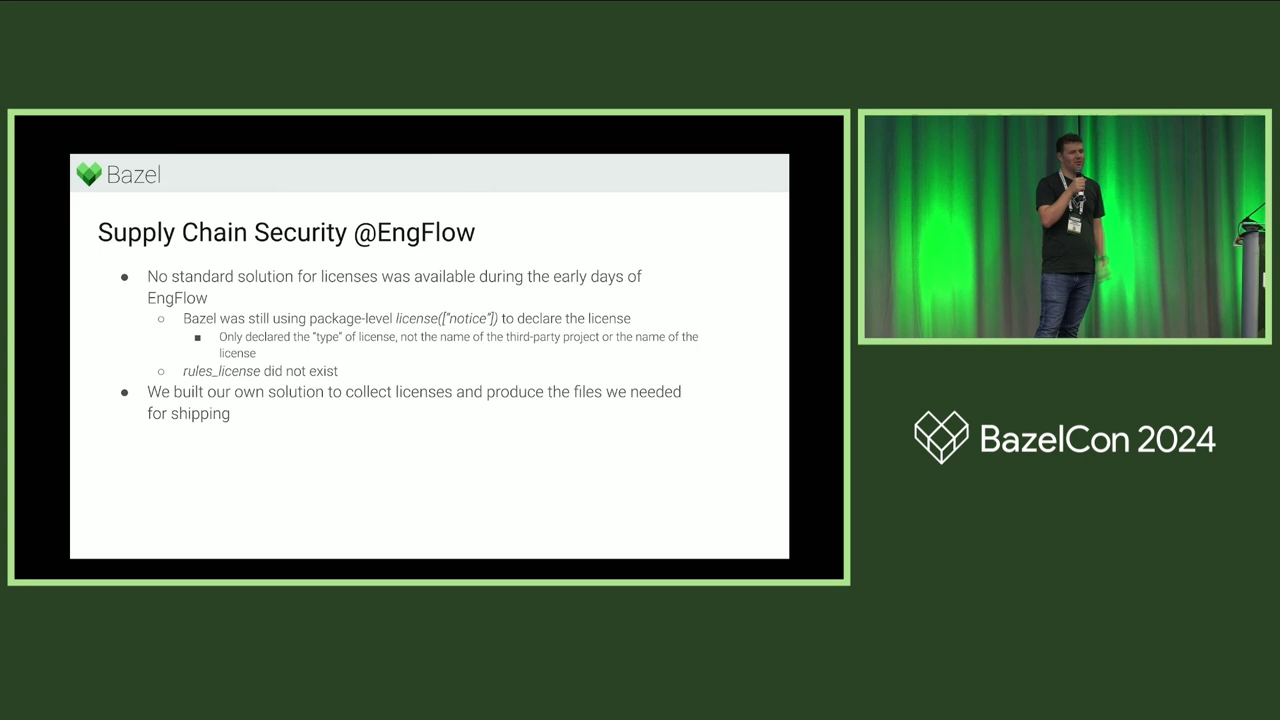 Bazel
Supply Chain Security @EngFlow
● No standard solution for licenses was available during the early days of
EngFlow
○ Bazel was still using package-level license(["notice"]) to declare the license
■ Only declared the “type” of license, not the name of the third-party project or the name of the
license
○ rules_license did not exist
● We built our own solution to collect licenses and produce the files we needed
for shipping
BazelCon 2024